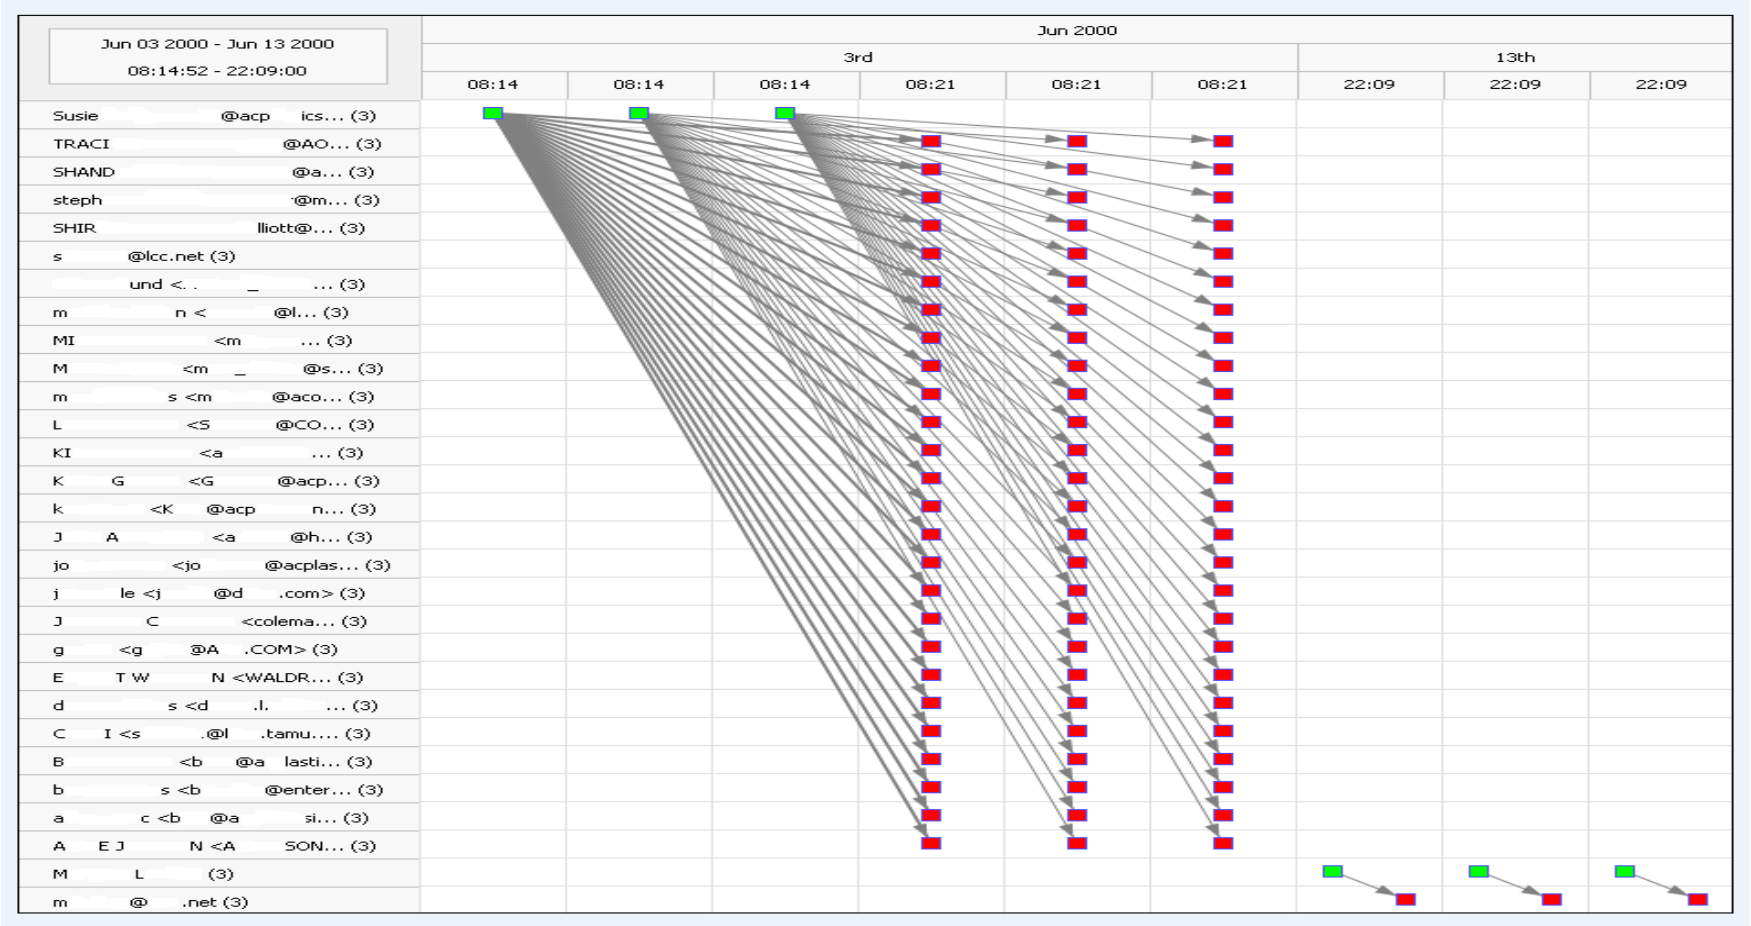 Jun 2000
Jun 03 2000 - Jun 13 2000
3rd 13th
08:14:52 - 22:09:00
08:14 08:14 08:14 08:21 08:21 08:21 22:09 22:09 22:09
Susie @acp ics... (3)
TRACI @AO... (3)
SHAND @a... (3)
steph @m... (3)
SHIR lliott@... (3)
s @lcc.net (3)
und <. . _ ... (3)
m n < @l... (3)
MI <m ... (3)
M <m _ @s... (3)
m s <m @aco... (3)
L <S @CO... (3)
KI <a ... (3)
K G <G @acp... (3)
k <K @acp n... (3)
J A <a @h... (3)
jo <jo @acplas... (3)
j le <j @d .com> (3)
J C <colema... (3)
g <g @A .COM> (3)
E T W N <WALDR... (3)
d s <d .l. ... (3)
C I <s .@l .tamu.... (3)
B <b @a lasti... (3)
b s <b @enter... (3)
a c <b @a si... (3)
A E J N <A SON... (3)
M L (3)
m @ .net (3)